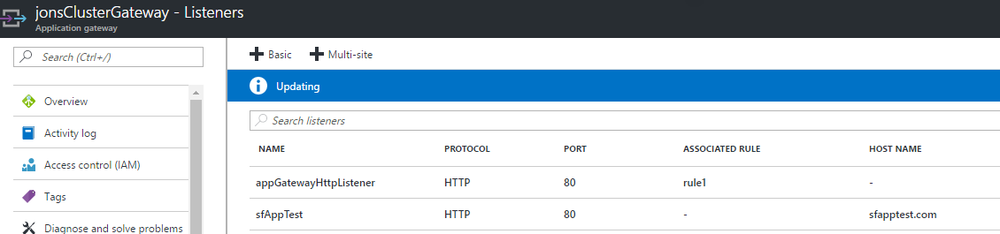 jonsClusterGateway - Listeners
Application gateway
Search (Ctrl+/)
Overview
Activity log
Access control (IAM)
Tags
Diagnose and solve problems
Basic Multi-site
Updating
Search listeners
NAME PROTOCOL PORT ASSOCIATED RULE HOST NAME
appGatewayHttpListener HTTP 80 rule1 -
sfAppTest HTTP 80 - sfapptest.com